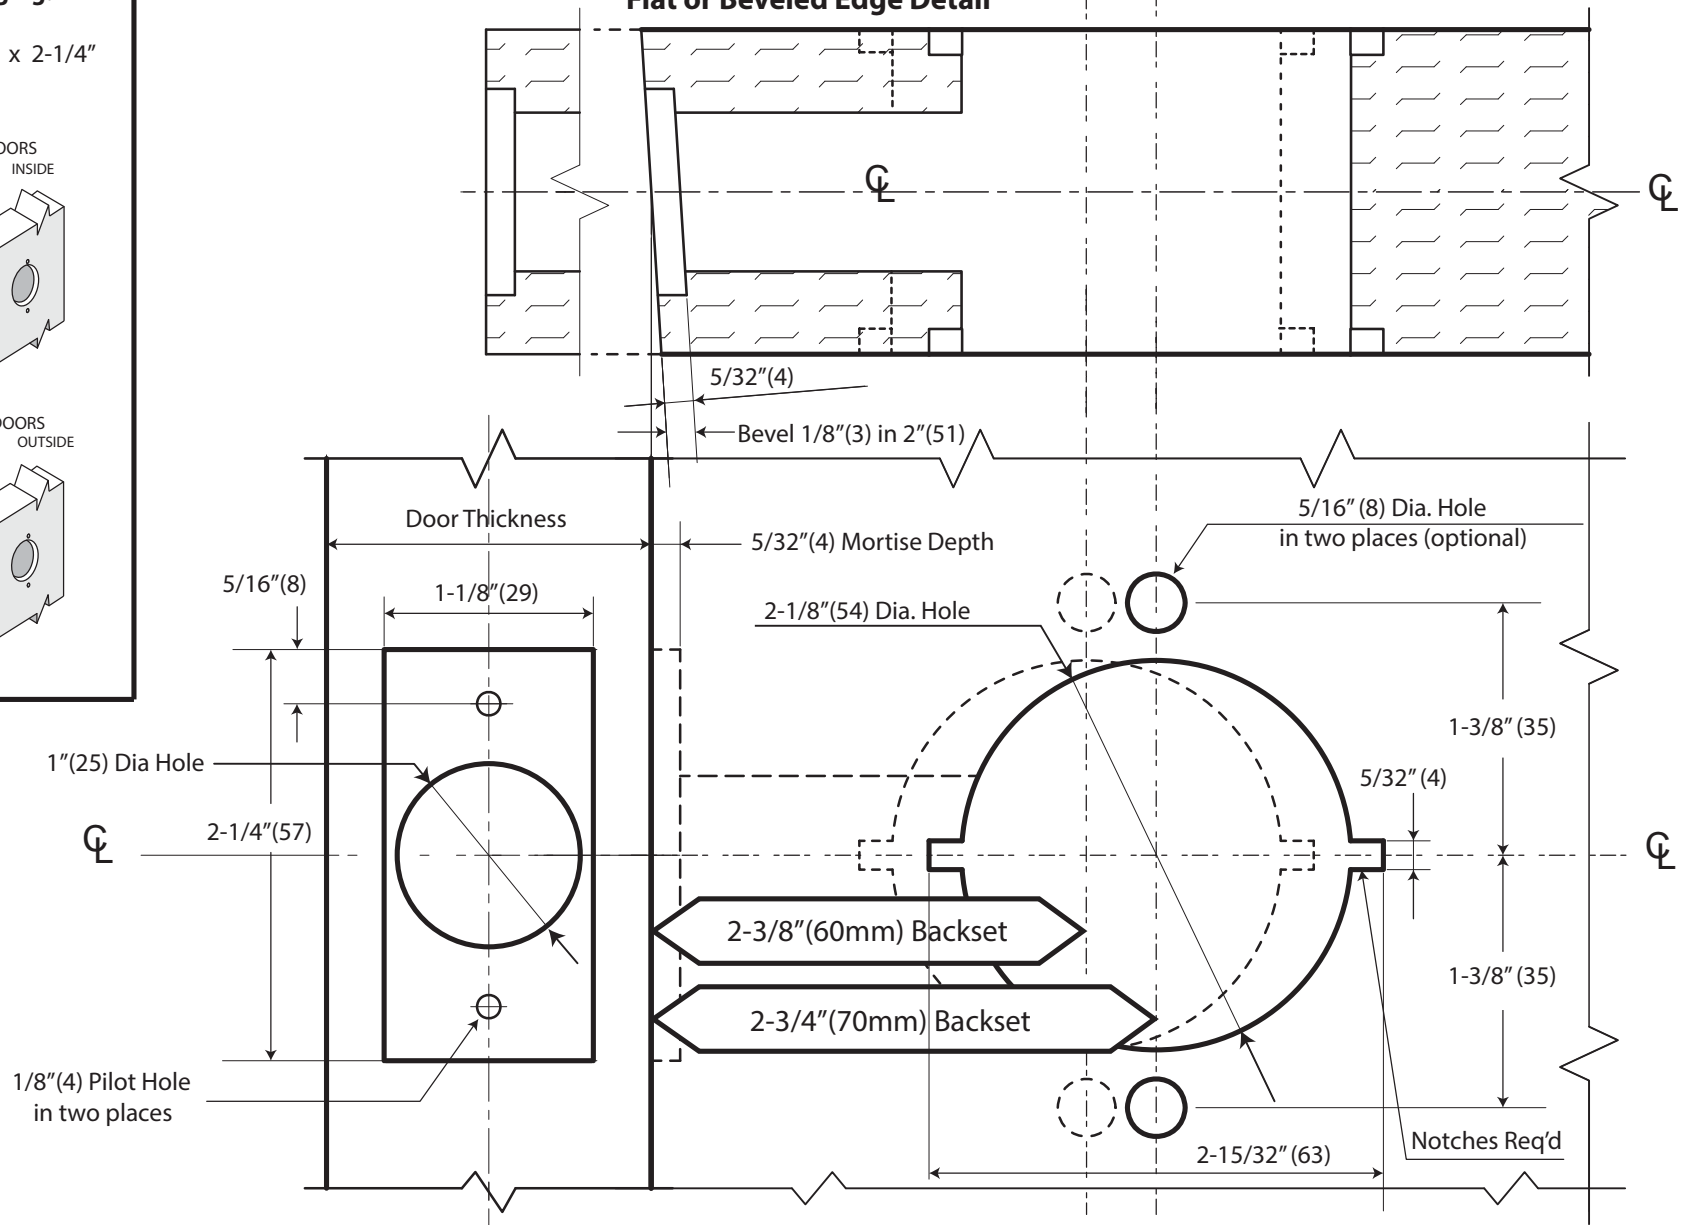 Flat or Beveled Edge Detail
x 2-1/4"
INSIDE
OUTSIDE
℄
℄
5/32"(4)
Bevel 1/8"(3) in 2"(51)
Door Thickness
5/32"(4) Mortise Depth
5/16" (8) Dia. Hole
in two places (optional)
5/16"(8)
1-1/8"(29)
2-1/8"(54) Dia. Hole
1-3/8" (35)
1"(25) Dia Hole
5/32" (4)
2-1/4"(57)
℄
℄
2-3/8"(60mm) Backset
1-3/8" (35)
2-3/4"(70mm) Backset
1/8"(4) Pilot Hole
in two places
Notches Req'd
2-15/32" (63)